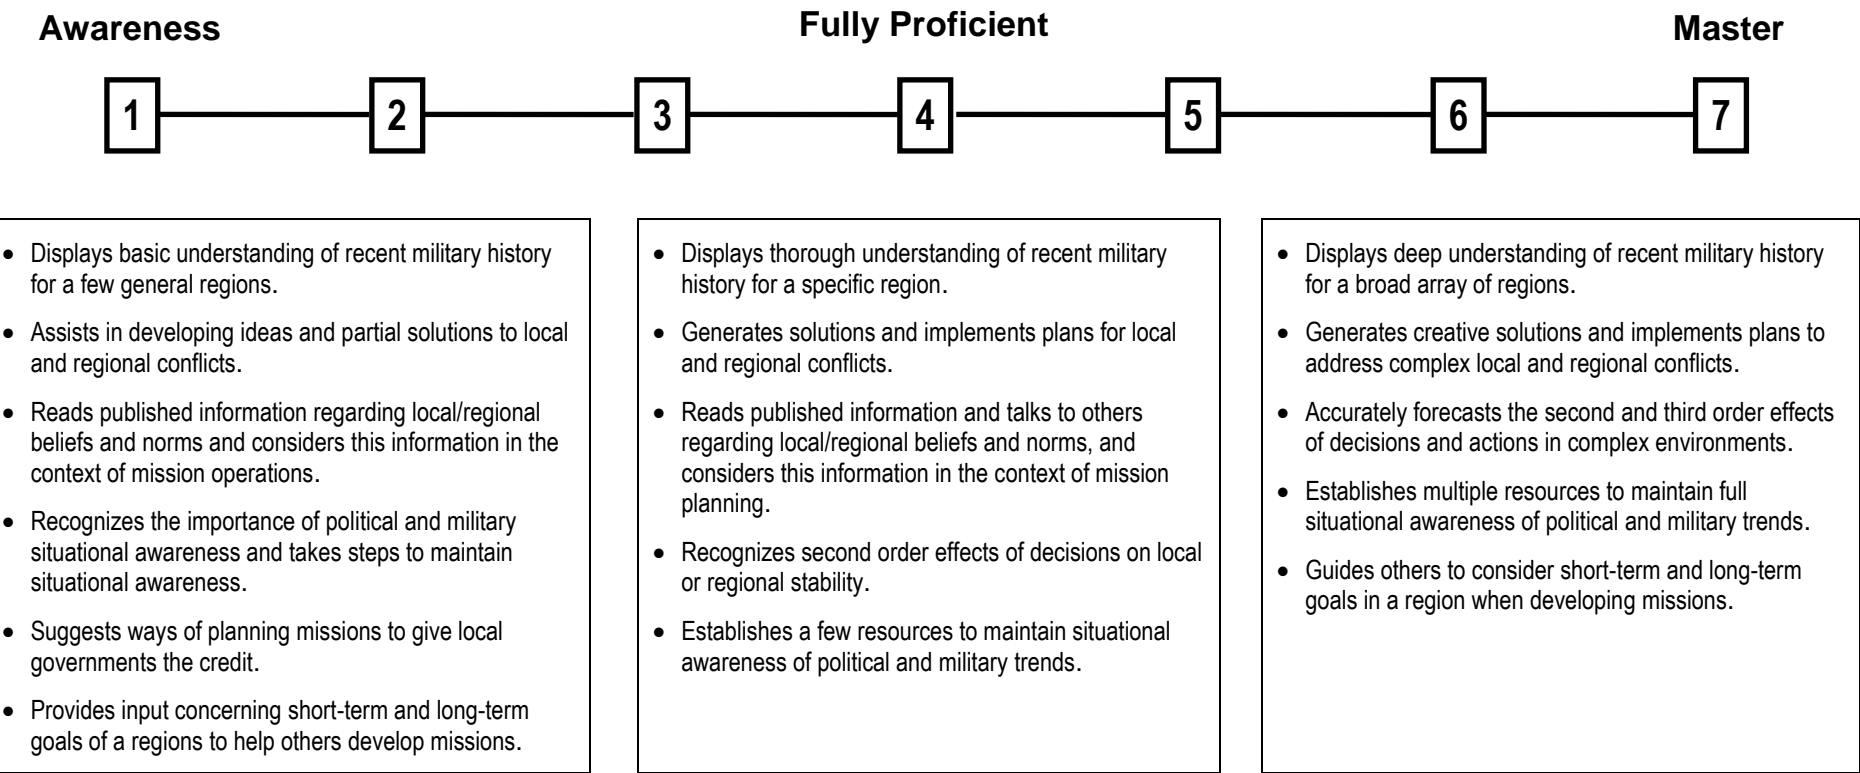 Awareness
Fully Proficient
Master
1
2
3
4
5
6
7
• Displays basic understanding of recent military history
for a few general regions.
• Assists in developing ideas and partial solutions to local
and regional conflicts.
• Reads published information regarding local/regional
beliefs and norms and considers this information in the
context of mission operations.
• Recognizes the importance of political and military
situational awareness and takes steps to maintain
situational awareness.
• Suggests ways of planning missions to give local
governments the credit.
• Provides input concerning short-term and long-term
goals of a regions to help others develop missions.
• Displays thorough understanding of recent military
history for a specific region.
• Generates solutions and implements plans for local
and regional conflicts.
• Reads published information and talks to others
regarding local/regional beliefs and norms, and
considers this information in the context of mission
planning.
• Recognizes second order effects of decisions on local
or regional stability.
• Establishes a few resources to maintain situational
awareness of political and military trends.
• Displays deep understanding of recent military history
for a broad array of regions.
• Generates creative solutions and implements plans to
address complex local and regional conflicts.
• Accurately forecasts the second and third order effects
of decisions and actions in complex environments.
• Establishes multiple resources to maintain full
situational awareness of political and military trends.
• Guides others to consider short-term and long-term
goals in a region when developing missions.